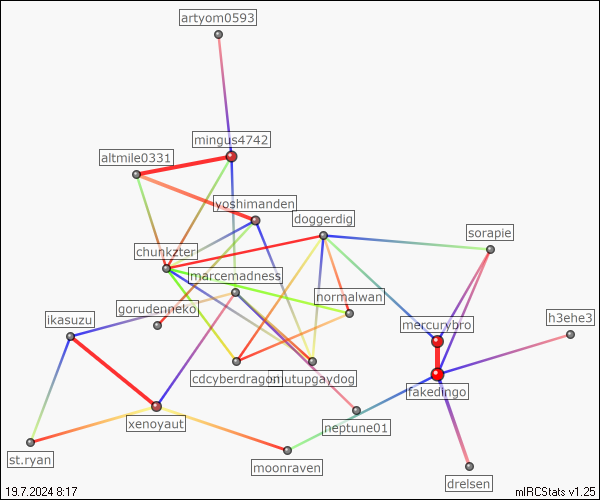 artyom0593
mingus4742
altmile0331
yoshimanden
doggerdig
sorapie
chunkzter
marcemadness
normalwan
gorudenneko
ikasuzu
mercurybro
h3ehe3
cdcyberdragon
utupgaydog
fakedingo
xenoyaut
neptune01
st.ryan
moonraven
drelsen
19.7.2024 8:17
mIRCStats v1.25